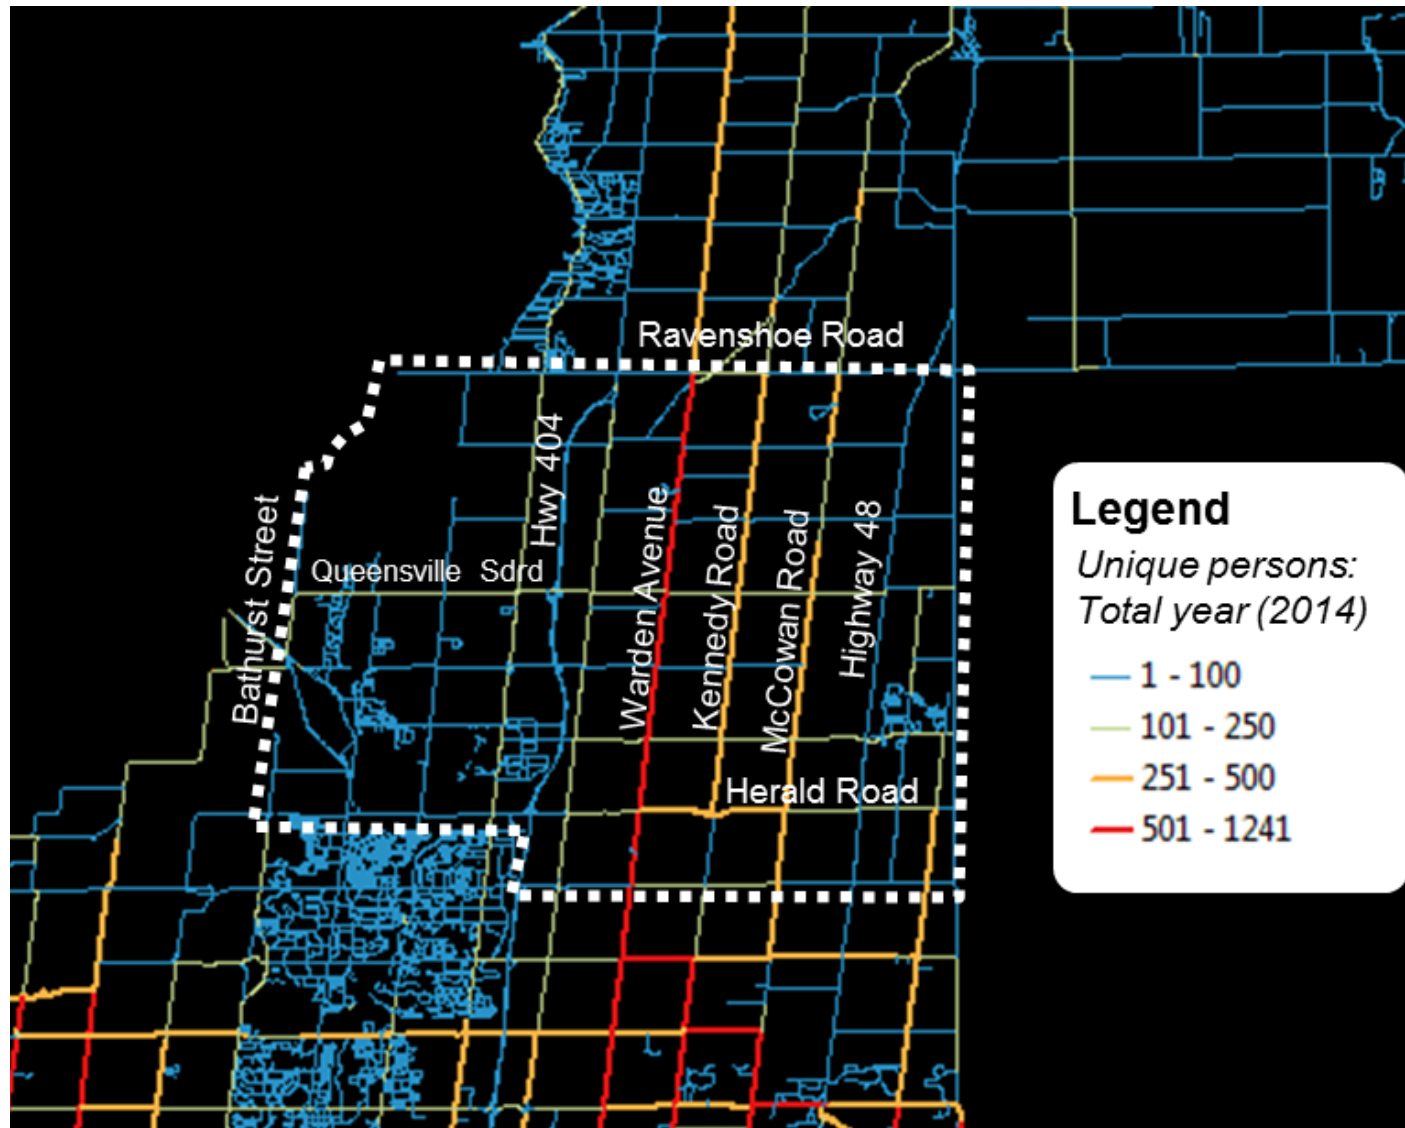 Ravenshoe Road
Hwy 404
Bathurst Street
Queensville Sdrd
Warden Avenue
Kennedy Road
McCowan Road
Highway 48
Herald Road
Legend
Unique persons:
Total year (2014)
1 - 100
101 - 250
251 - 500
501 - 1241